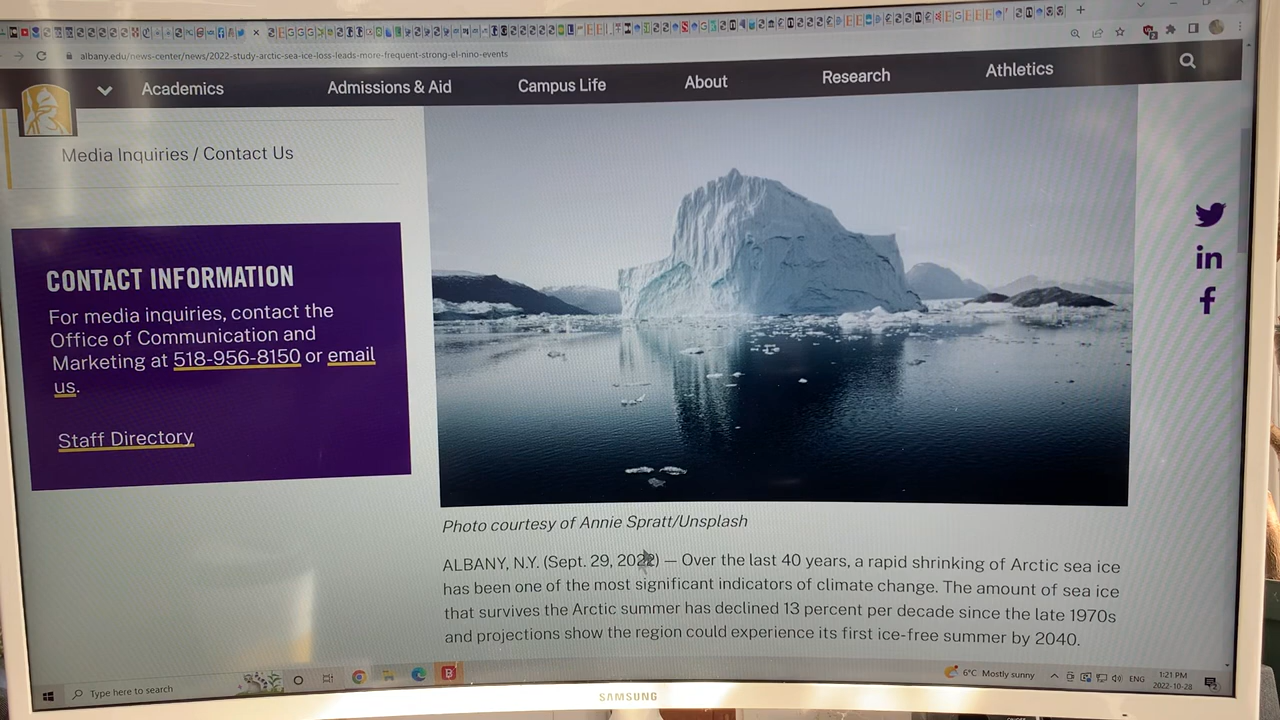 albany.edu/news-center/news/2022-study-arctic-sea-ice-loss-leads-more-frequent-strong-el-nino-events
Academics
Admissions & Aid
Campus Life
About
Research
Athletics
Media Inquiries / Contact Us
CONTACT INFORMATION
For media inquiries, contact the
Office of Communication and
Marketing at 518-956-8150 or email
us.
Staff Directory
in
f
Photo courtesy of Annie Spratt/Unsplash
ALBANY, N.Y. (Sept. 29, 2022) — Over the last 40 years, a rapid shrinking of Arctic sea ice
has been one of the most significant indicators of climate change. The amount of sea ice
that survives the Arctic summer has declined 13 percent per decade since the late 1970s
and projections show the region could experience its first ice-free summer by 2040.
Type here to search
6°C Mostly sunny
ENG
1:21 PM
2022-10-28
SAMSUNG